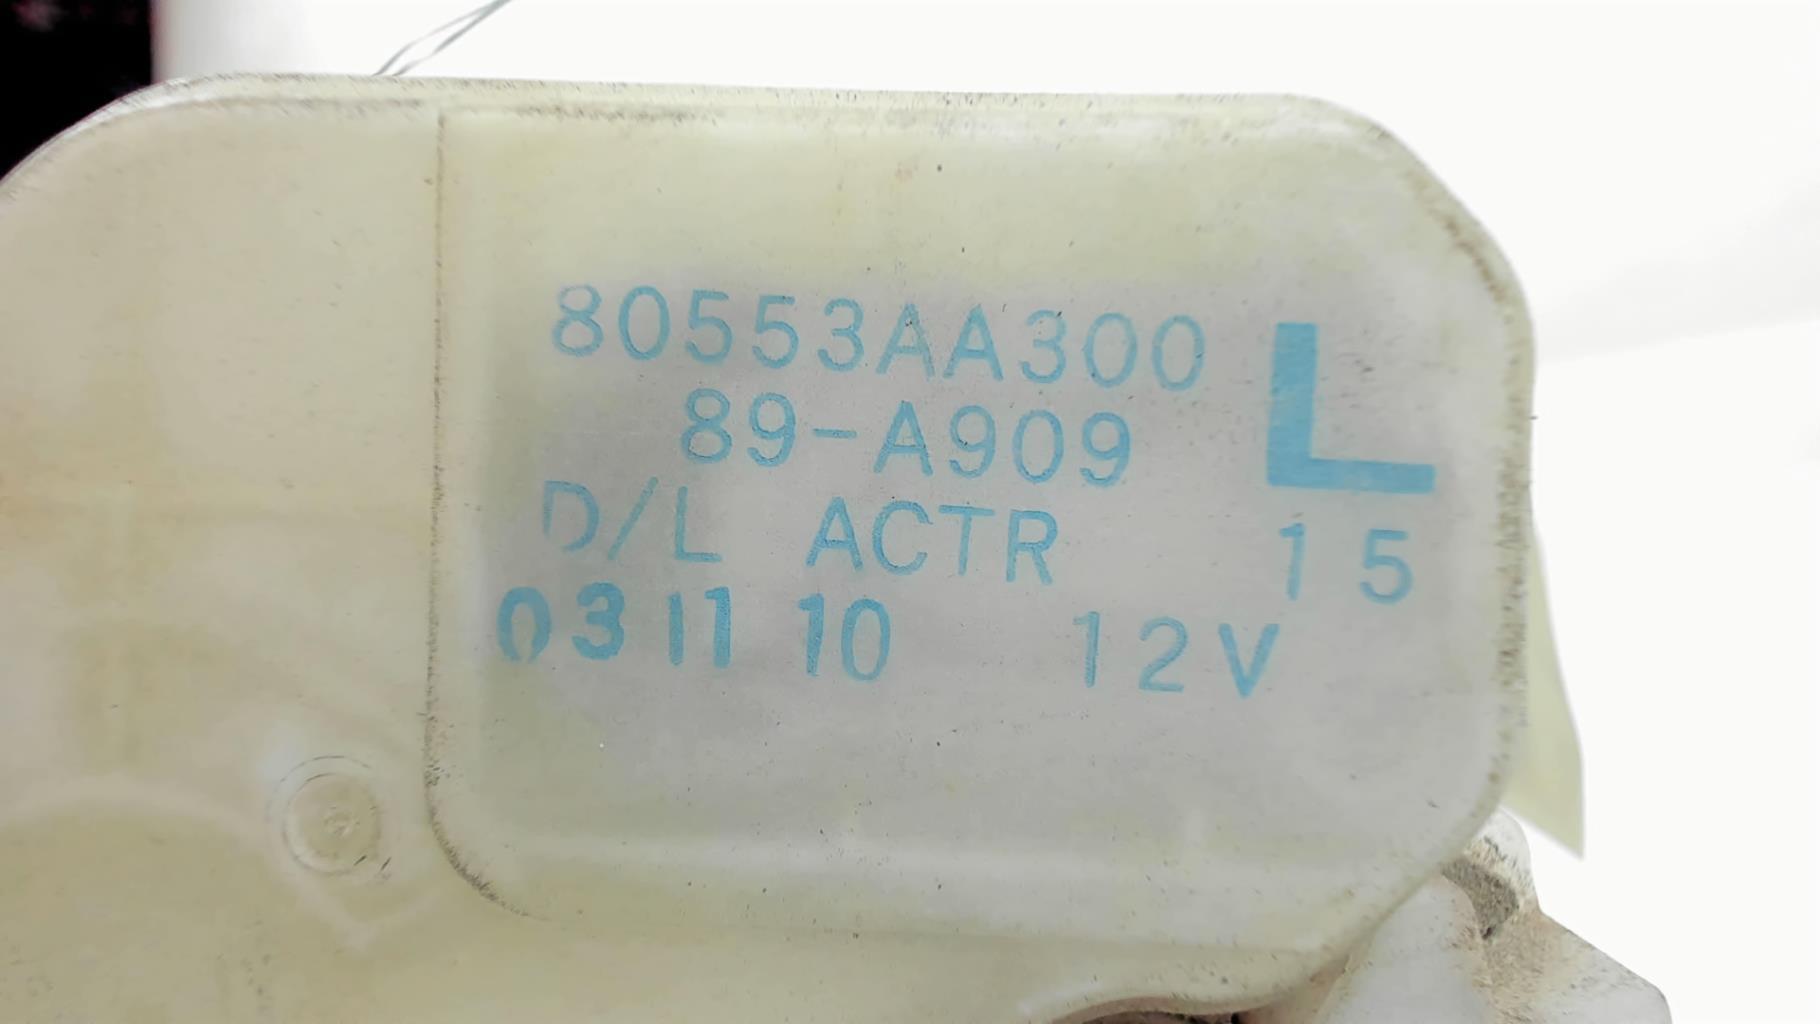 80553AA300 L
89-A909
D/L ACTR 15
03 11 10 12V